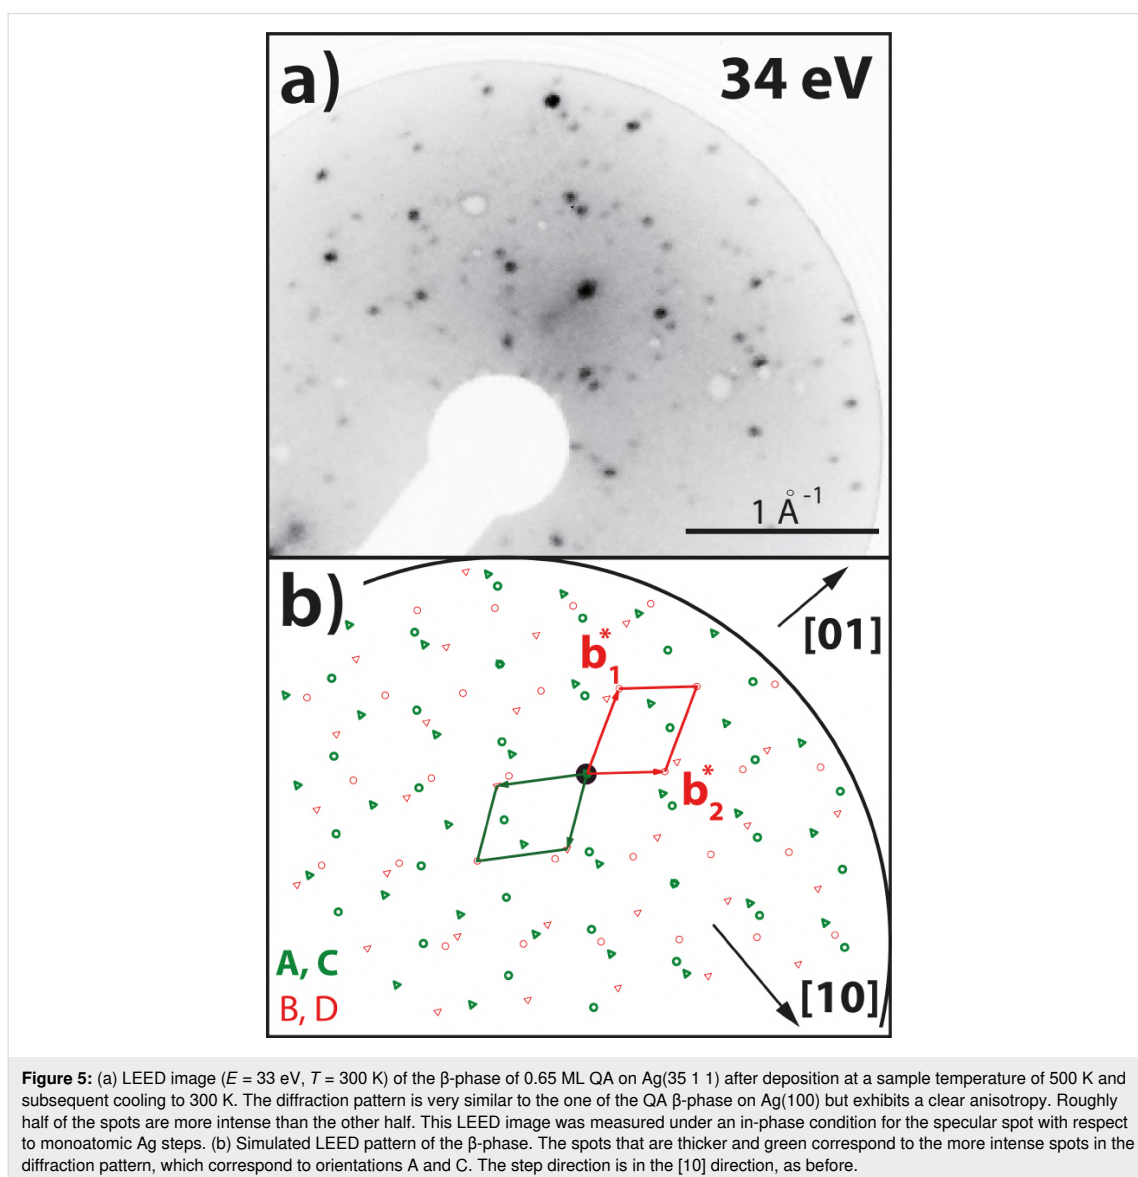 a)
34 eV
1 Å-1
b)
[01]
b*1
b*2
A, C
B, D
[10]
Figure 5: (a) LEED image (E = 33 eV, T = 300 K) of the β-phase of 0.65 ML QA on Ag(35 1 1) after deposition at a sample temperature of 500 K and
subsequent cooling to 300 K. The diffraction pattern is very similar to the one of the QA β-phase on Ag(100) but exhibits a clear anisotropy. Roughly
half of the spots are more intense than the other half. This LEED image was measured under an in-phase condition for the specular spot with respect
to monoatomic Ag steps. (b) Simulated LEED pattern of the β-phase. The spots that are thicker and green correspond to the more intense spots in the
diffraction pattern, which correspond to orientations A and C. The step direction is in the [10] direction, as before.